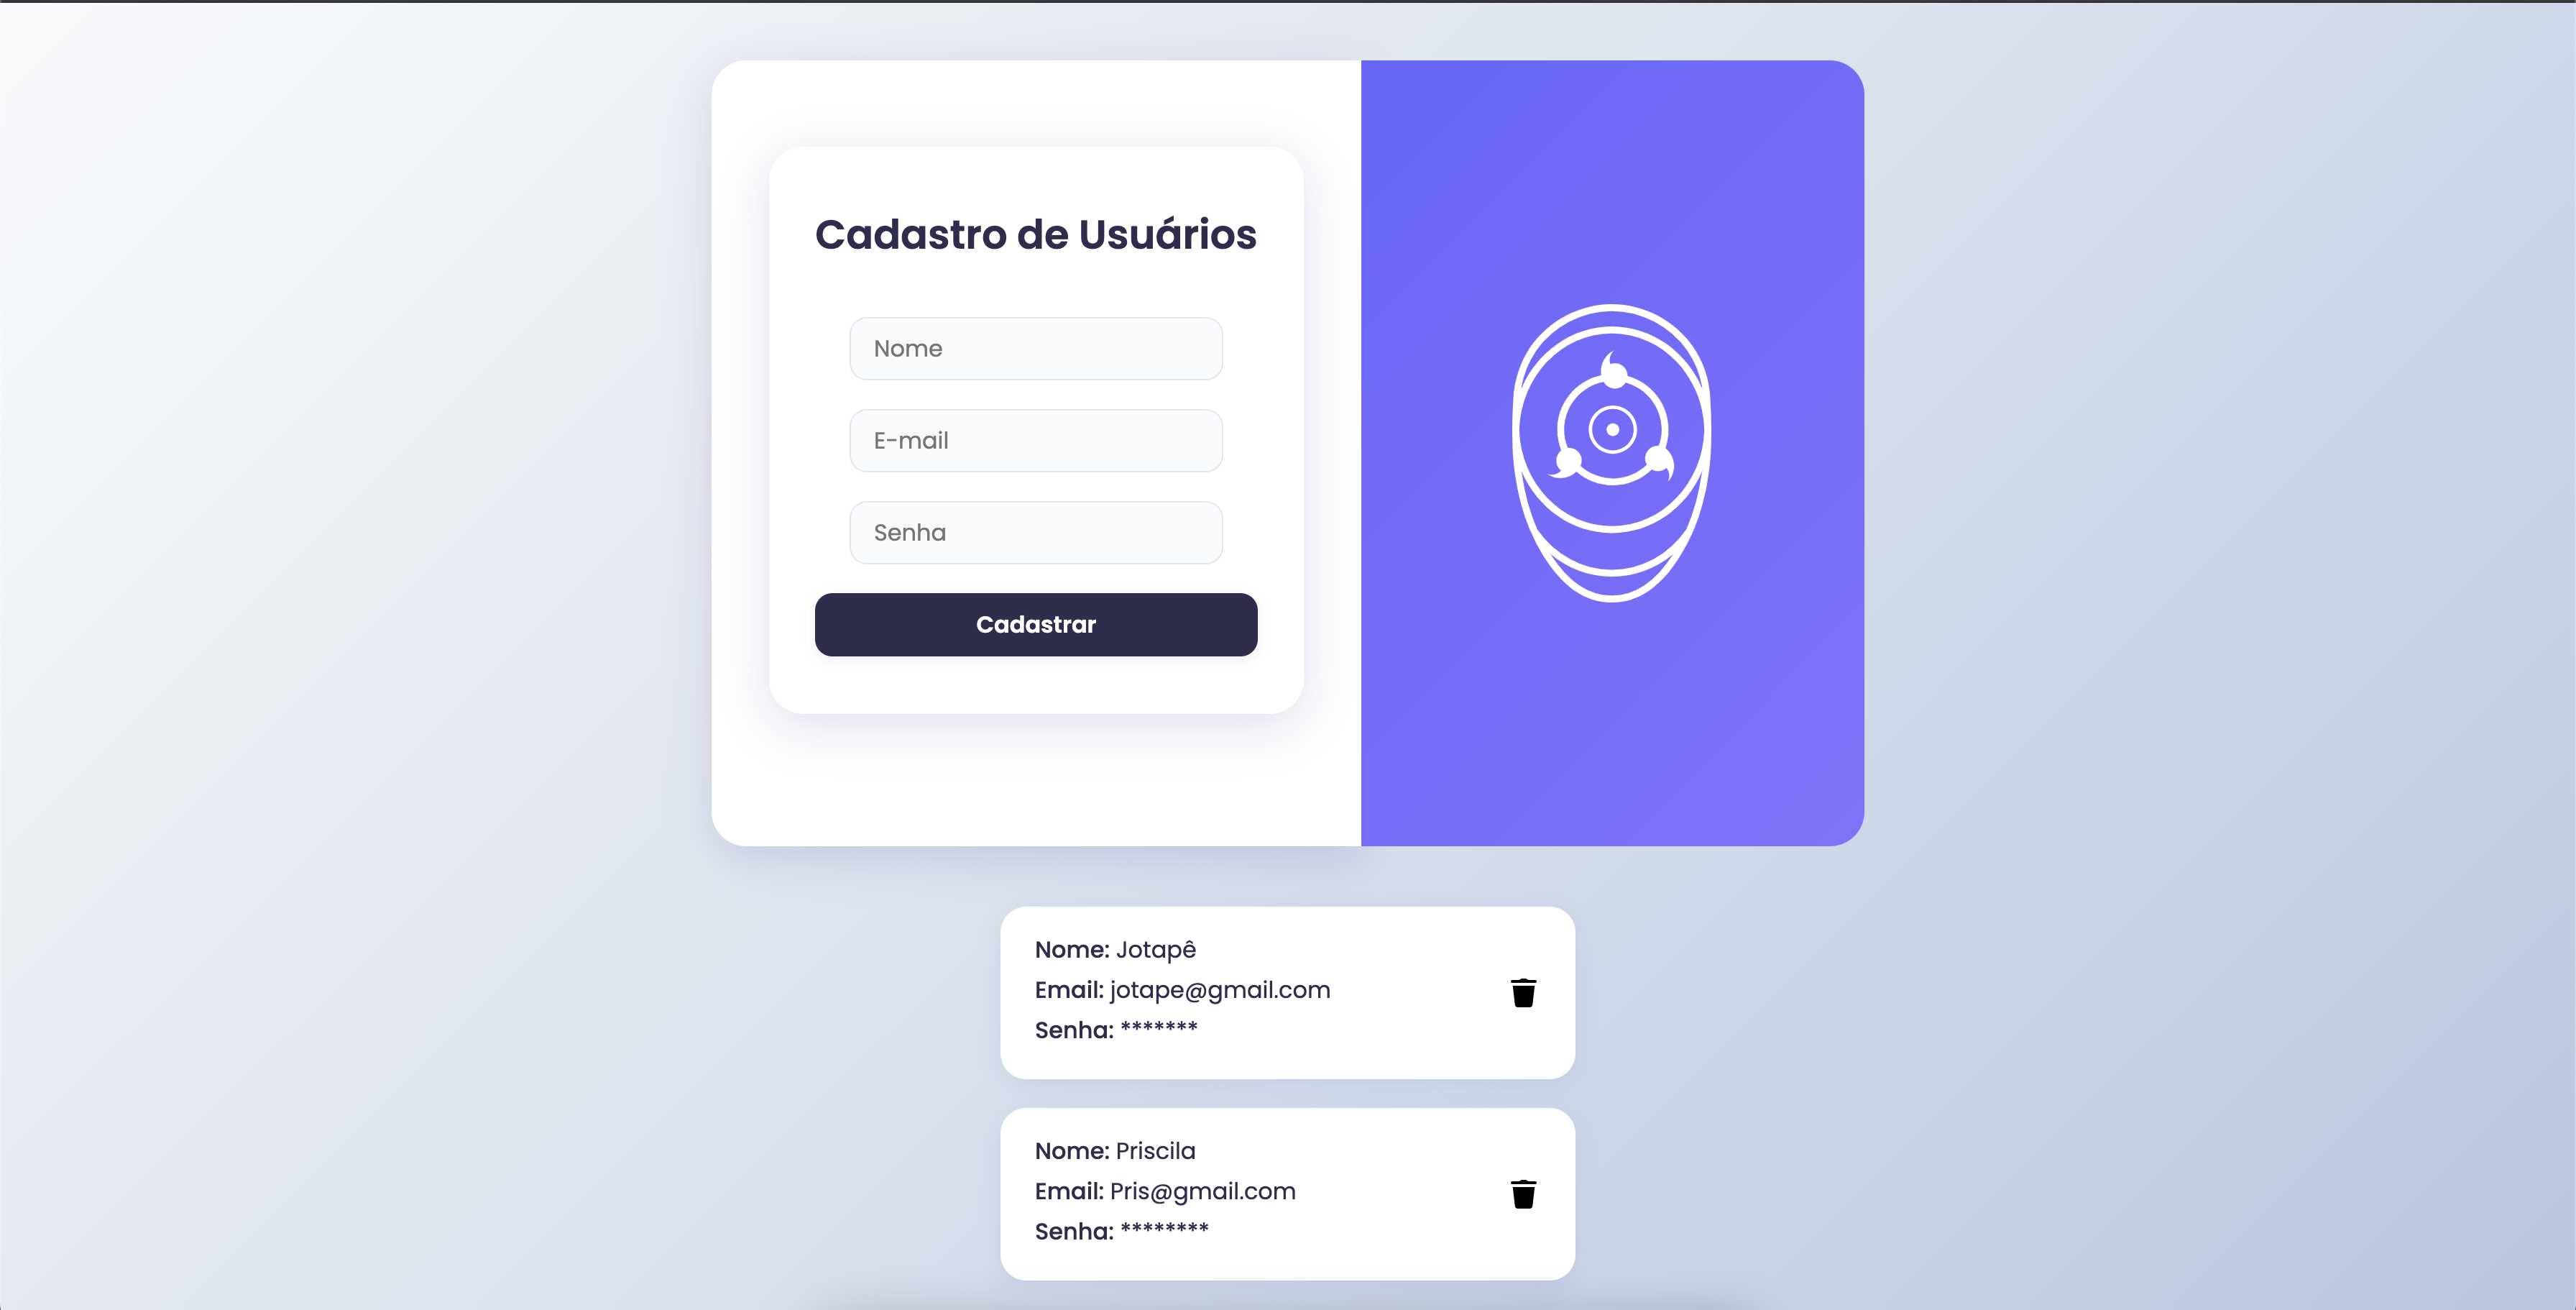 Cadastro de Usuários
Nome
E-mail
Senha
Cadastrar
Nome: Jotapê
Email: jotape@gmail.com
Senha: *******
Nome: Priscila
Email: Pris@gmail.com
Senha: ********